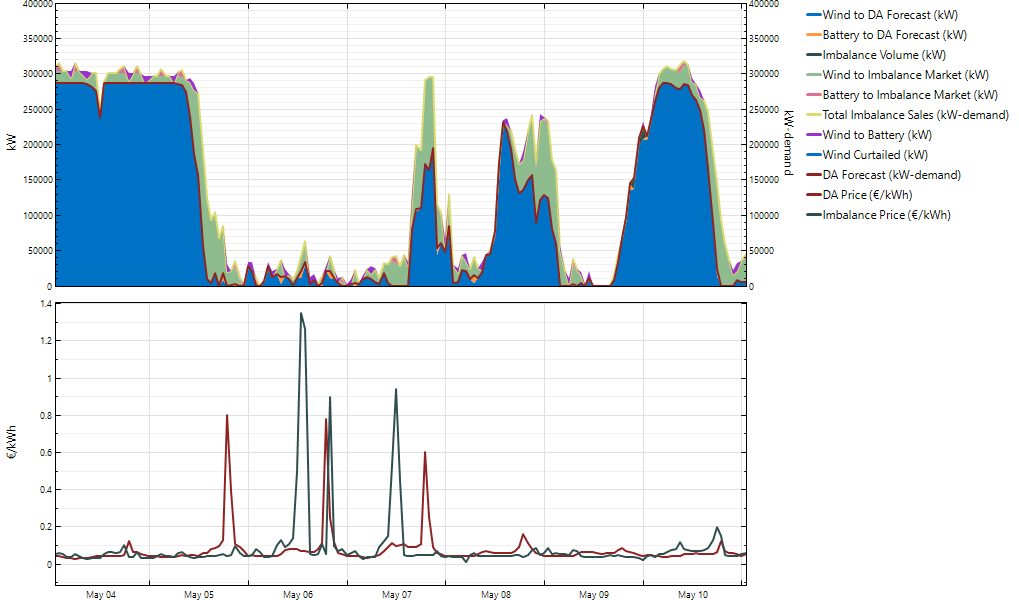 400000
350000
300000
250000
200000
150000
100000
50000
0
kW
400000
350000
300000
250000
200000
150000
100000
50000
0
kW-demand
Wind to DA Forecast (kW)
Battery to DA Forecast (kW)
Imbalance Volume (kW)
Wind to Imbalance Market (kW)
Battery to Imbalance Market (kW)
Total Imbalance Sales (kW-demand)
Wind to Battery (kW)
Wind Curtailed (kW)
DA Forecast (kW-demand)
DA Price (€/kWh)
Imbalance Price (€/kWh)
1.4
1.2
1
0.8
0.6
0.4
0.2
0
€/kWh
May 04 May 05 May 06 May 07 May 08 May 09 May 10